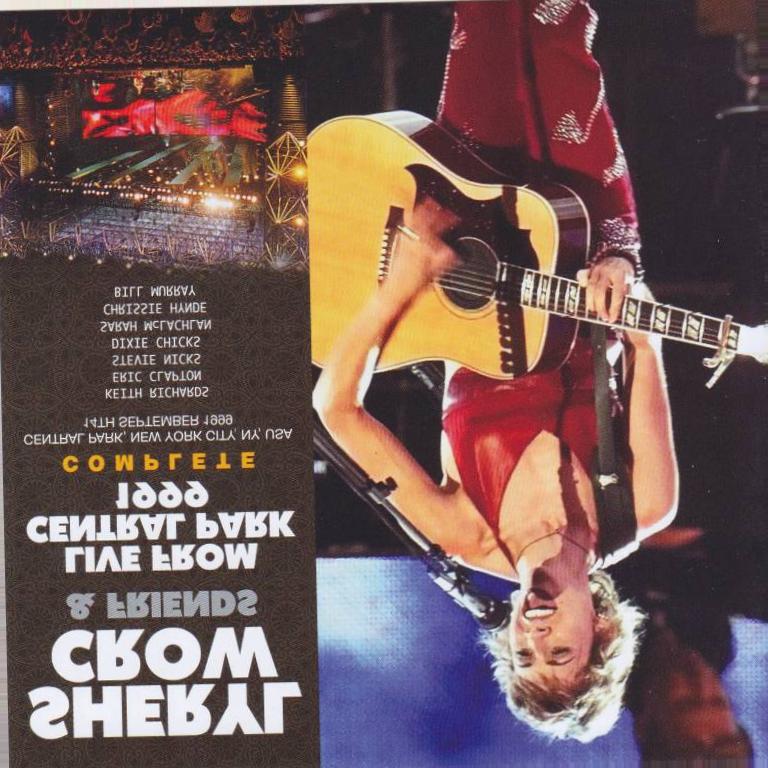 SHERYL
CROW
& FRIENDS
LIVE FROM
CENTRAL PARK
1999
COMPLETE
CENTRAL PARK, NEW YORK CITY, NY, USA
14TH SEPTEMBER 1999
KEITH RICHARDS
ERIC CLAPTON
STEVIE NICKS
DIXIE CHICKS
SARAH McLACHLAN
CHRISSIE HYNDE
BILL MURRAY